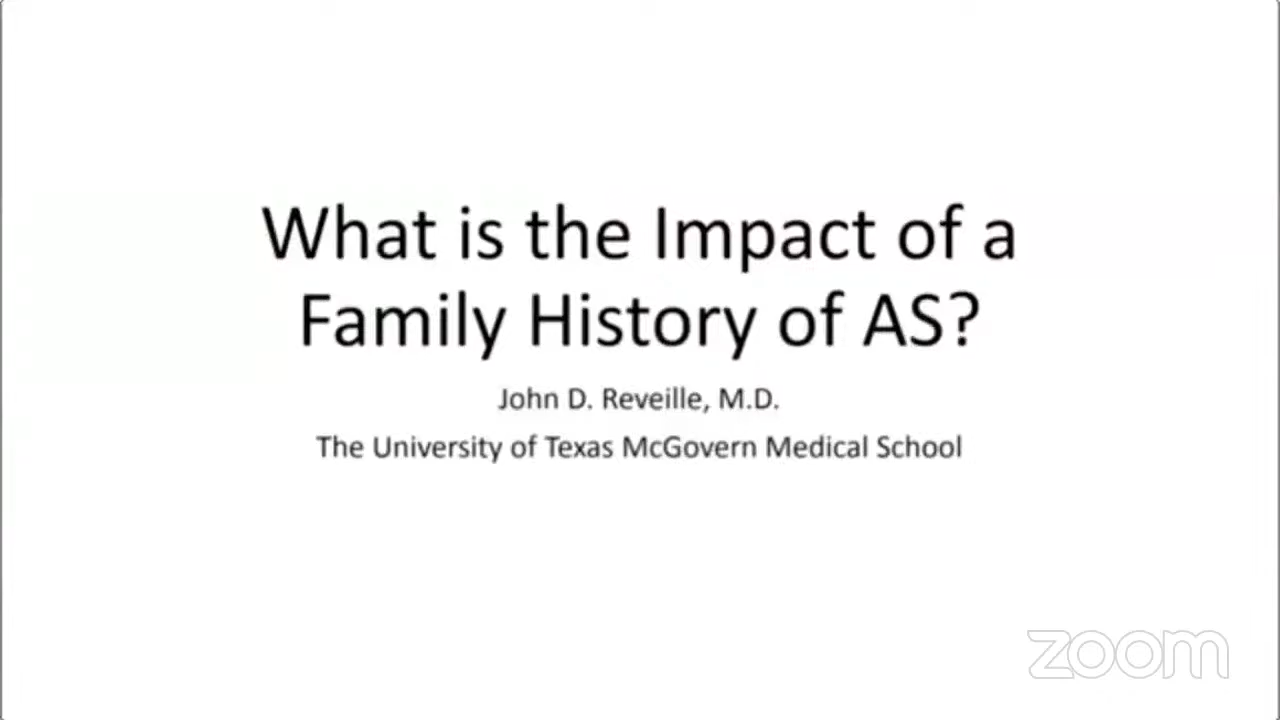 What is the Impact of a
Family History of AS?
John D. Reveille, M.D.
The University of Texas McGovern Medical School
zoom